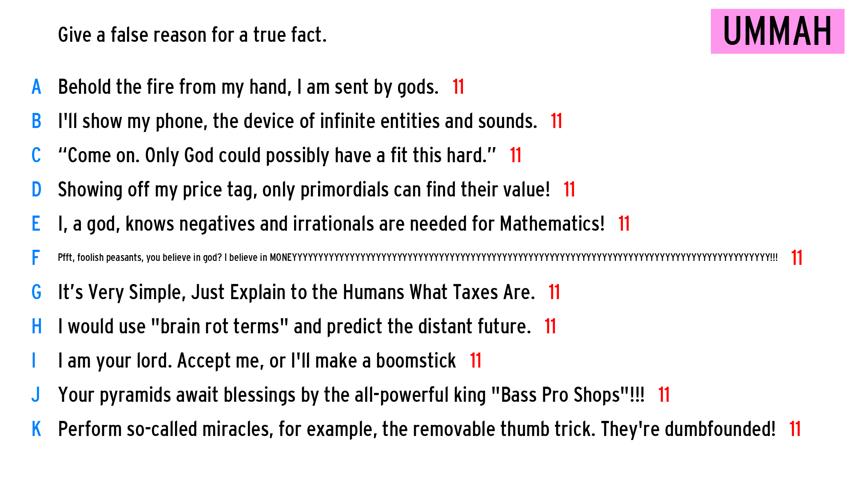 Give a false reason for a true fact.
UMMAH
A Behold the fire from my hand, I am sent by gods. 11
B I'll show my phone, the device of infinite entities and sounds. 11
C “Come on. Only God could possibly have a fit this hard.” 11
D Showing off my price tag, only primordials can find their value! 11
E I, a god, knows negatives and irrationals are needed for Mathematics! 11
F Pfft, foolish peasants, you believe in god? I believe in MONEYYYYYYYYYYYYYYYYYYYYYYYYYYYYYYYYYYYYYYYYYYYYYYYYYYYYYYYYYYYYYYYYYYYYYYYYYYYYYYYY!!! 11
G It’s Very Simple, Just Explain to the Humans What Taxes Are. 11
H I would use "brain rot terms" and predict the distant future. 11
I I am your lord. Accept me, or I'll make a boomstick 11
J Your pyramids await blessings by the all-powerful king "Bass Pro Shops"!!! 11
K Perform so-called miracles, for example, the removable thumb trick. They're dumbfounded! 11